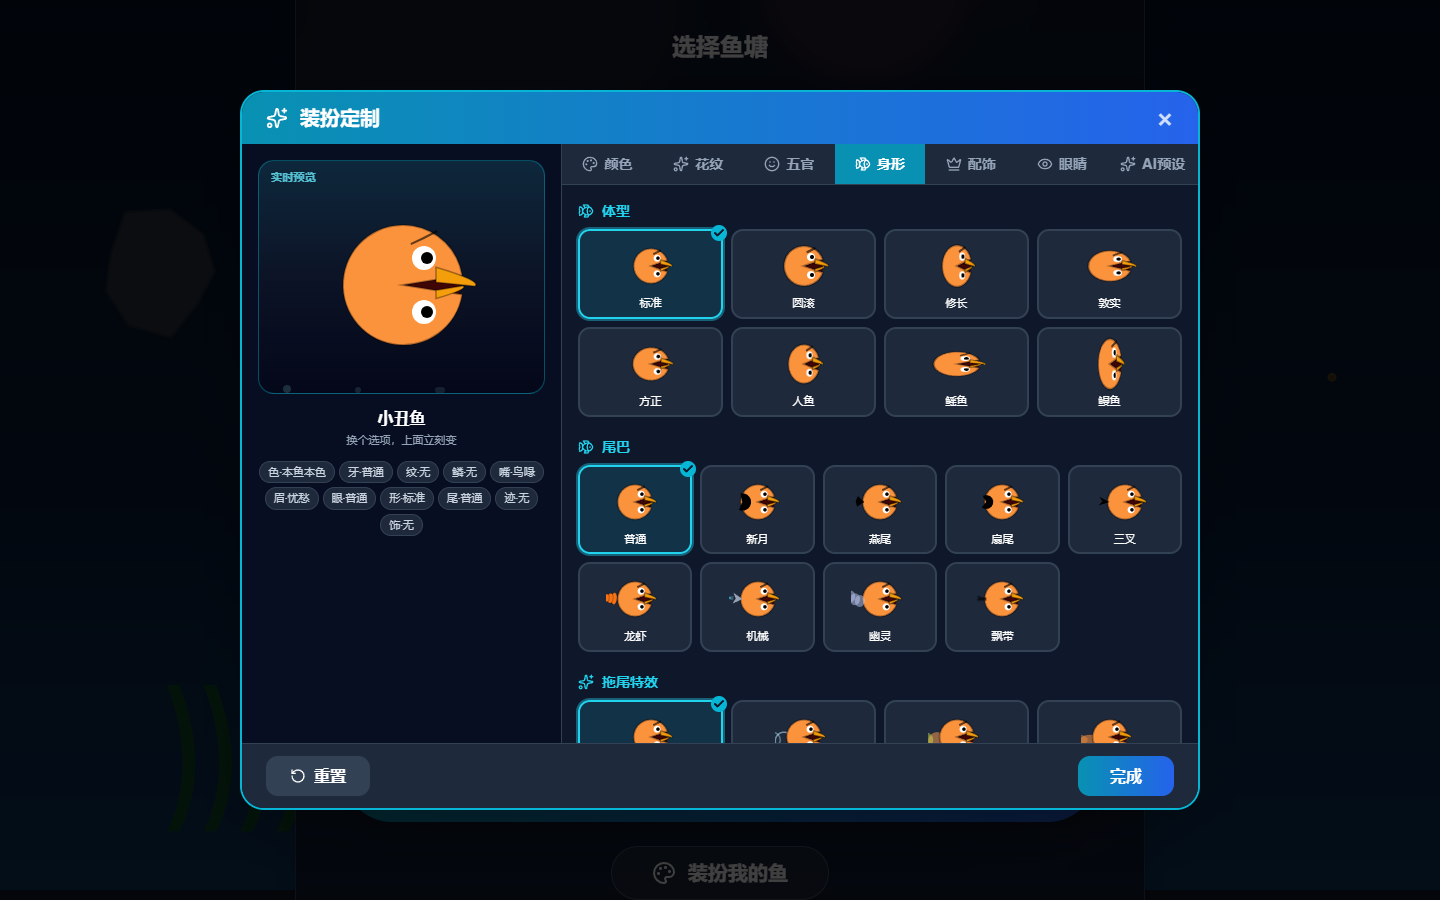 选择鱼塘
装扮定制
实时预览
小丑鱼
换个选项，上面立刻变
色·本鱼本色 牙·普通 纹·无 鳞·无 嘴·鸟喙
眉·忧愁 眼·普通 形·标准 尾·普通 迹·无
饰·无
颜色 花纹 五官 身形 配饰 眼睛 AI预设
体型
标准 圆滚 修长 敦实
方正 人鱼 鳐鱼 鳗鱼
尾巴
普通 新月 燕尾 扇尾 三叉
龙虾 机械 幽灵 飘带
拖尾特效
重置 完成
装扮我的鱼